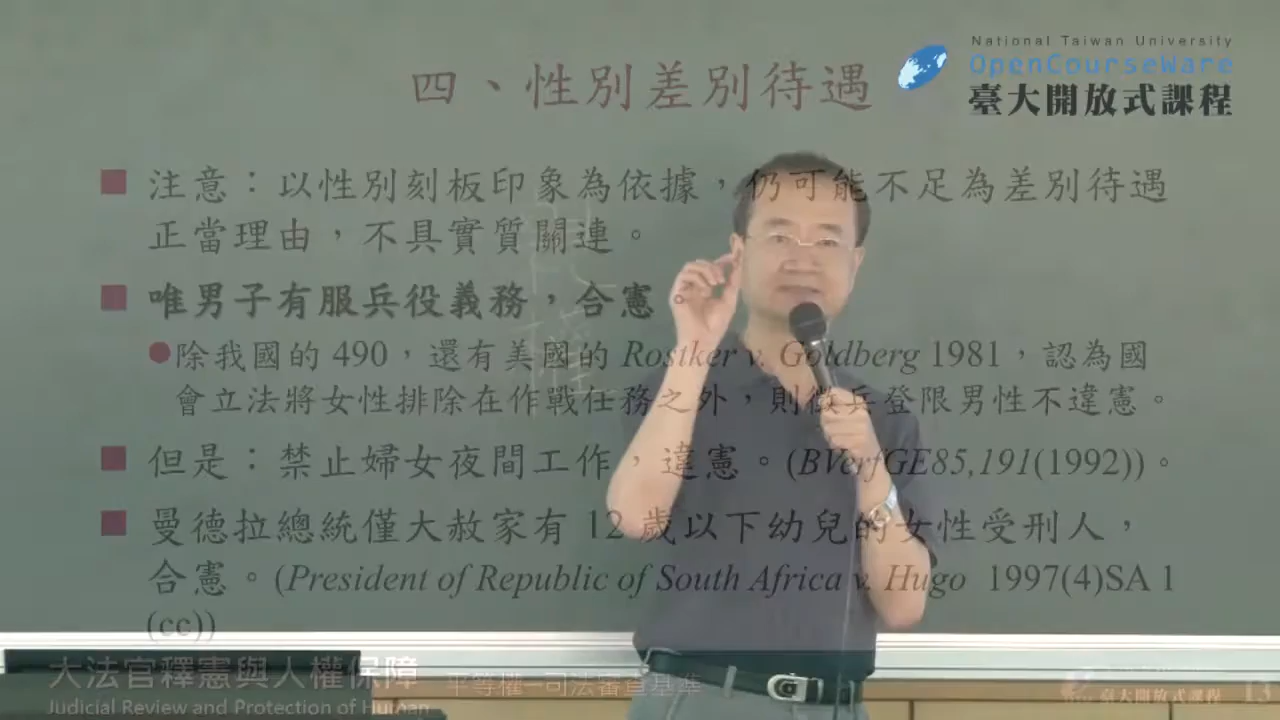 National Taiwan University
OpenCourseWare
臺大開放式課程
四、性別差別待遇
注意：以性別刻板印象為依據，仍可能不足為差別待遇
正當理由，不具實質關連。
唯男子有服兵役義務，合憲。
除我國的 490，還有美國的 Rostker v. Goldberg 1981，認為國
會立法將女性排除在作戰任務之外，則徵兵登限男性不違憲。
但是：禁止婦女夜間工作，違憲。(BVerfGE85,191(1992))。
曼德拉總統僅大赦家有 12 歲以下幼兒的女性受刑人，
合憲。(President of Republic of South Africa v. Hugo 1997(4)SA 1
(cc))
大法官釋憲與人權保障 平等權–司法審查基準
Judicial Review and Protection of Human
臺大開放式課程 13
權